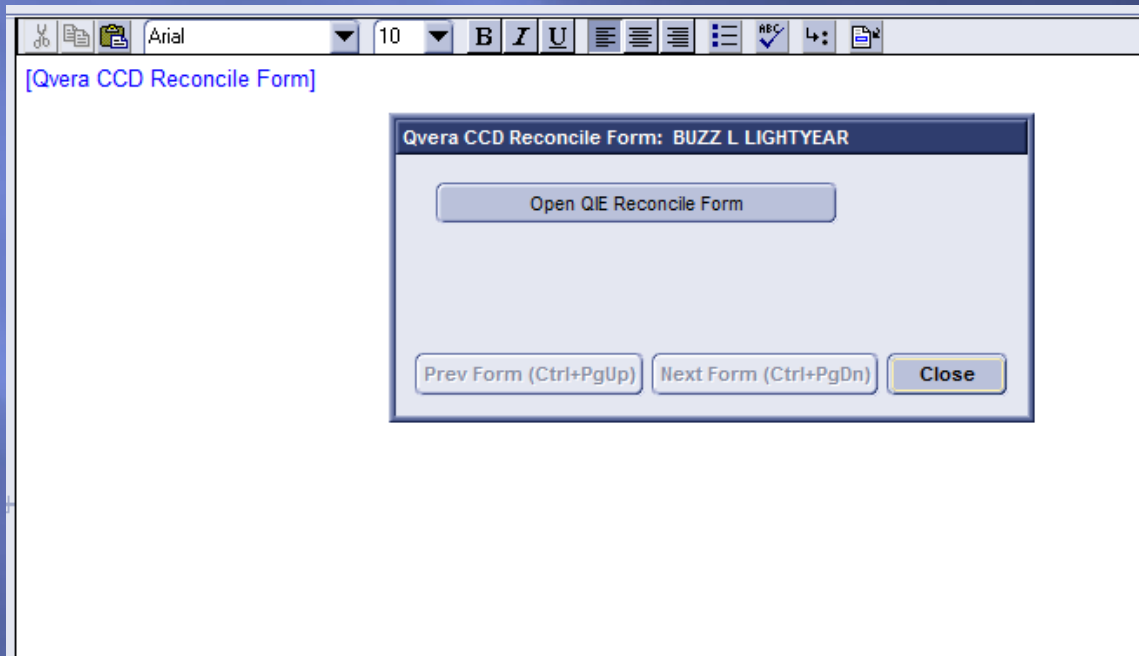 Arial 10 B I U ABC
[Qvera CCD Reconcile Form]
Qvera CCD Reconcile Form: BUZZ L LIGHTYEAR
Open QIE Reconcile Form
Prev Form (Ctrl+PgUp) Next Form (Ctrl+PgDn) Close